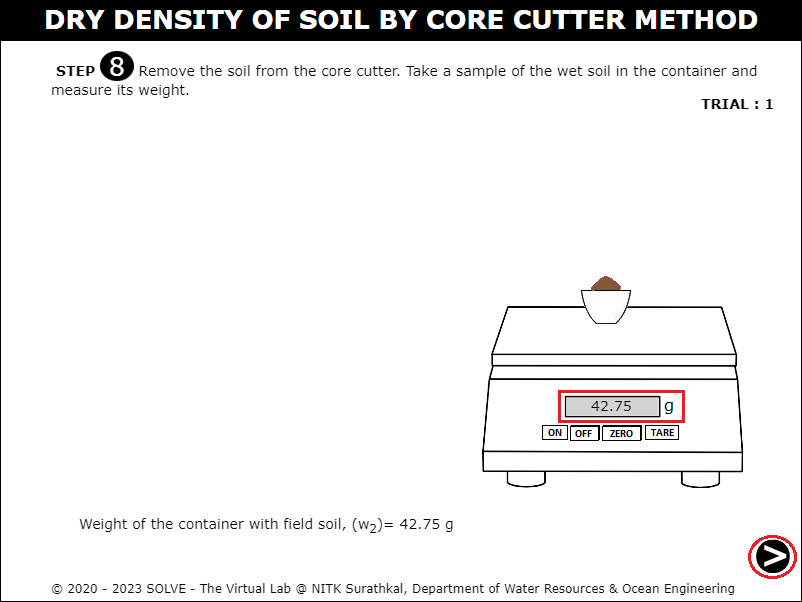 DRY DENSITY OF SOIL BY CORE CUTTER METHOD
STEP 8 Remove the soil from the core cutter. Take a sample of the wet soil in the container and
measure its weight.
TRIAL : 1
42.75 g
ON OFF ZERO TARE
Weight of the container with field soil, (w2)= 42.75 g
>
© 2020 - 2023 SOLVE - The Virtual Lab @ NITK Surathkal, Department of Water Resources & Ocean Engineering